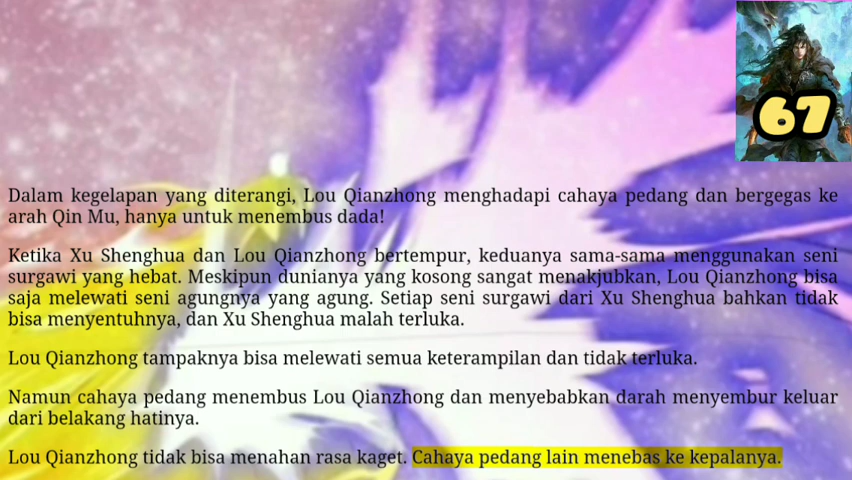 67
Dalam kegelapan yang diterangi, Lou Qianzhong menghadapi cahaya pedang dan bergegas ke
arah Qin Mu, hanya untuk menembus dada!
Ketika Xu Shenghua dan Lou Qianzhong bertempur, keduanya sama-sama menggunakan seni
surgawi yang hebat. Meskipun dunianya yang kosong sangat menakjubkan, Lou Qianzhong bisa
saja melewati seni agungnya yang agung. Setiap seni surgawi dari Xu Shenghua bahkan tidak
bisa menyentuhnya, dan Xu Shenghua malah terluka.
Lou Qianzhong tampaknya bisa melewati semua keterampilan dan tidak terluka.
Namun cahaya pedang menembus Lou Qianzhong dan menyebabkan darah menyembur keluar
dari belakang hatinya.
Lou Qianzhong tidak bisa menahan rasa kaget. Cahaya pedang lain menebas ke kepalanya.